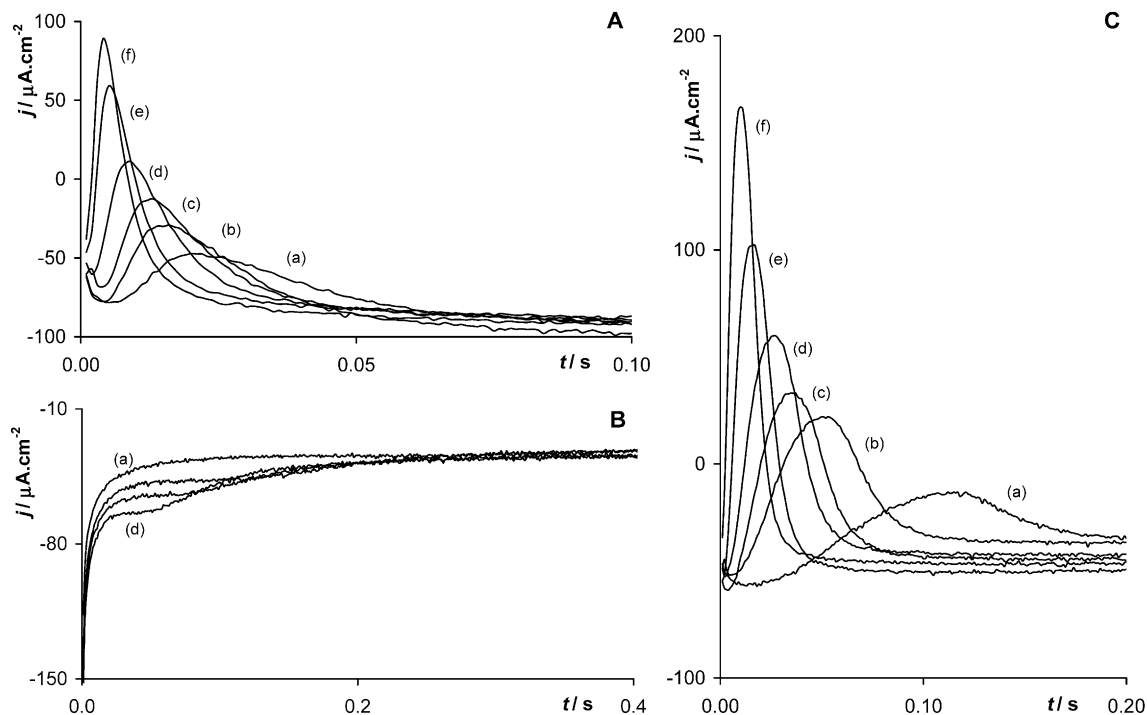 A
j / µA.cm-2
100
50
0
-50
-100
0.00
0.05
0.10
t / s
(f)
(e)
(d)
(c)
(b)
(a)
B
j / µA.cm-2
-10
-80
-150
0.0
0.2
0.4
t / s
(a)
(d)
C
j / µA.cm-2
200
100
0
-100
0.00
0.10
0.20
t / s
(f)
(e)
(d)
(c)
(b)
(a)